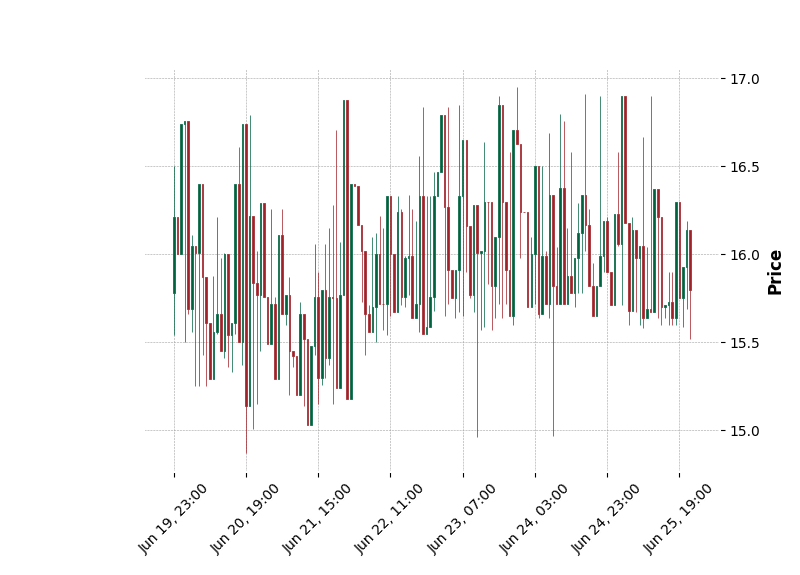 17.0
16.5
16.0
15.5
15.0
Price
Jun 19, 23:00
Jun 20, 19:00
Jun 21, 15:00
Jun 22, 11:00
Jun 23, 07:00
Jun 24, 03:00
Jun 24, 23:00
Jun 25, 19:00